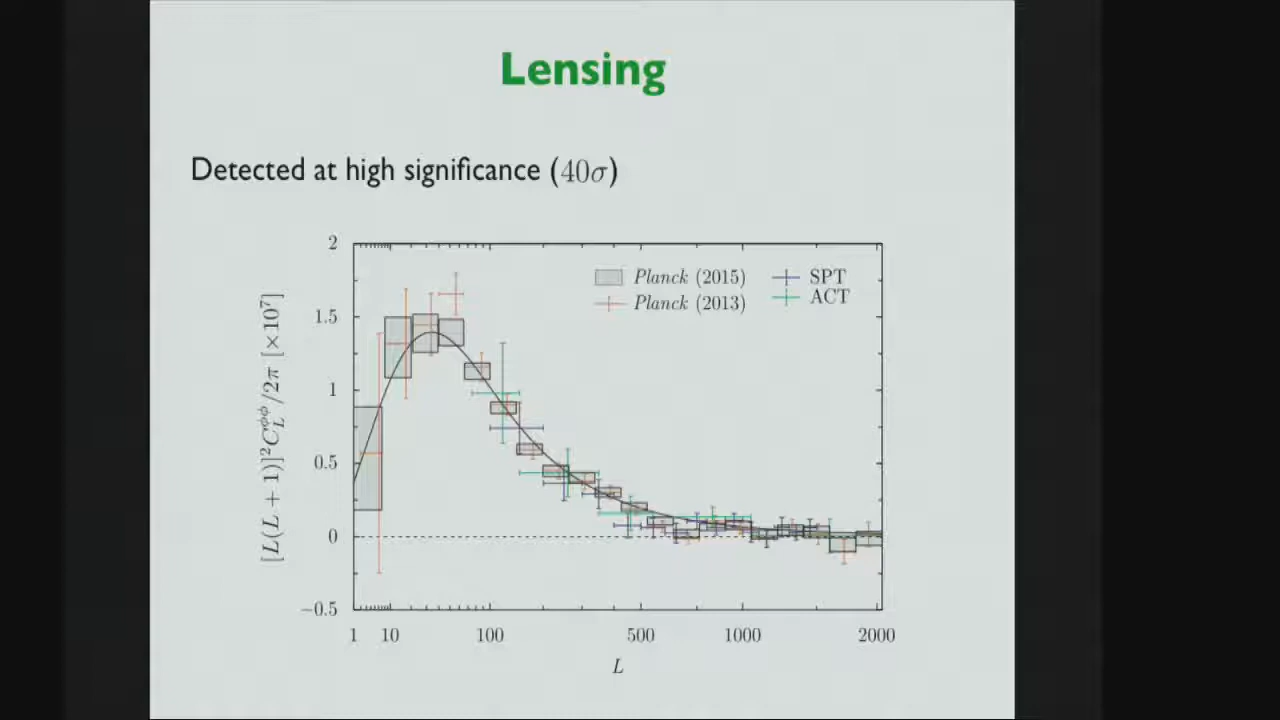 Lensing
Detected at high significance (40σ)
2
1.5
1
0.5
0
−0.5
[L(L + 1)]²C_L^{ϕϕ}/2π [×10⁷]
Planck (2015)
Planck (2013)
SPT
ACT
1 10 100 500 1000 2000
L